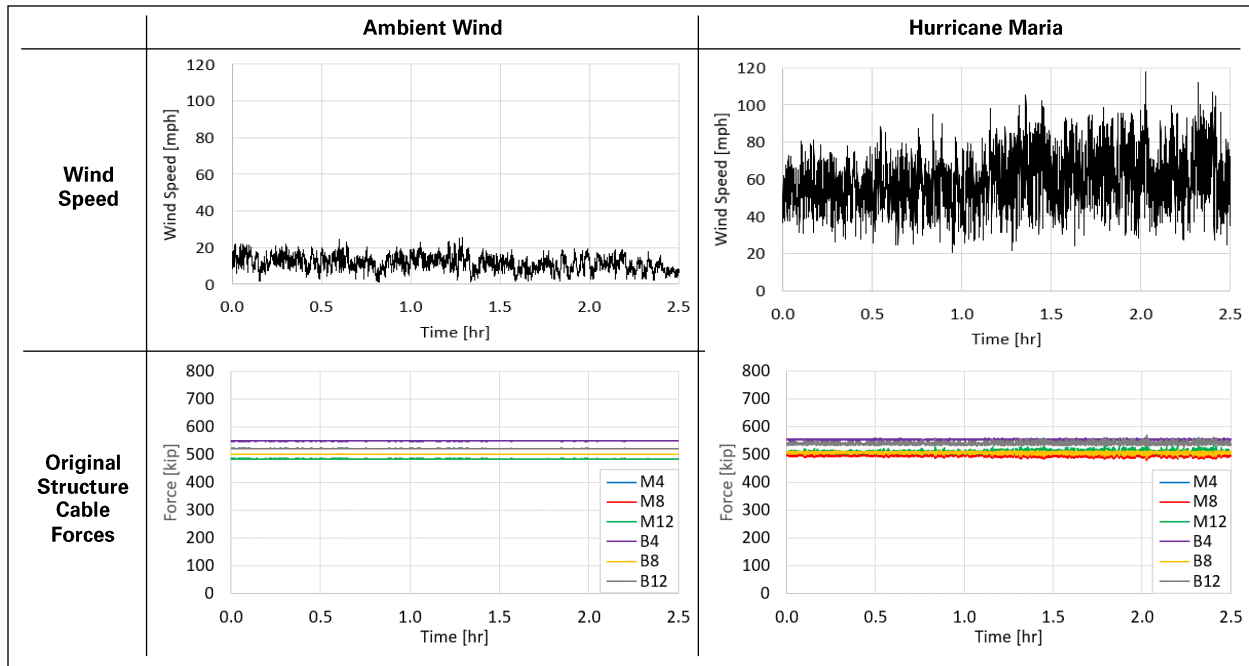 Ambient Wind
Hurricane Maria
Wind
Speed
Wind Speed [mph]
120
100
80
60
40
20
0
0.0 0.5 1.0 1.5 2.0 2.5
Time [hr]
Wind Speed [mph]
120
100
80
60
40
20
0
0.0 0.5 1.0 1.5 2.0 2.5
Time [hr]
Original
Structure
Cable
Forces
Force [kip]
800
700
600
500
400
300
200
100
0
M4
M8
M12
B4
B8
B12
0.0 0.5 1.0 1.5 2.0 2.5
Time [hr]
Force [kip]
800
700
600
500
400
300
200
100
0
M4
M8
M12
B4
B8
B12
0.0 0.5 1.0 1.5 2.0 2.5
Time [hr]